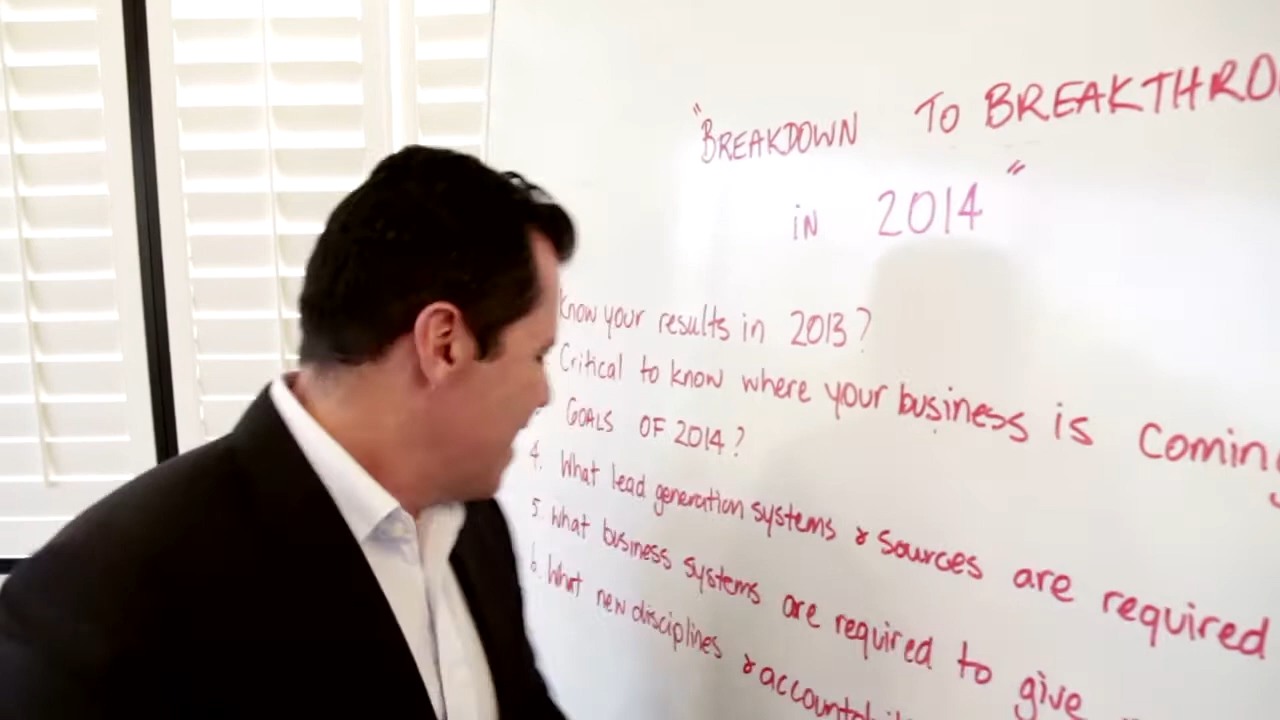 "BREAKDOWN TO BREAKTHRO
in 2014"
Know your results in 2013?
Critical to know where your business is coming
GOALS OF 2014?
4. What lead generation systems & sources are required
5. What business systems are required to give
6. What new disciplines &